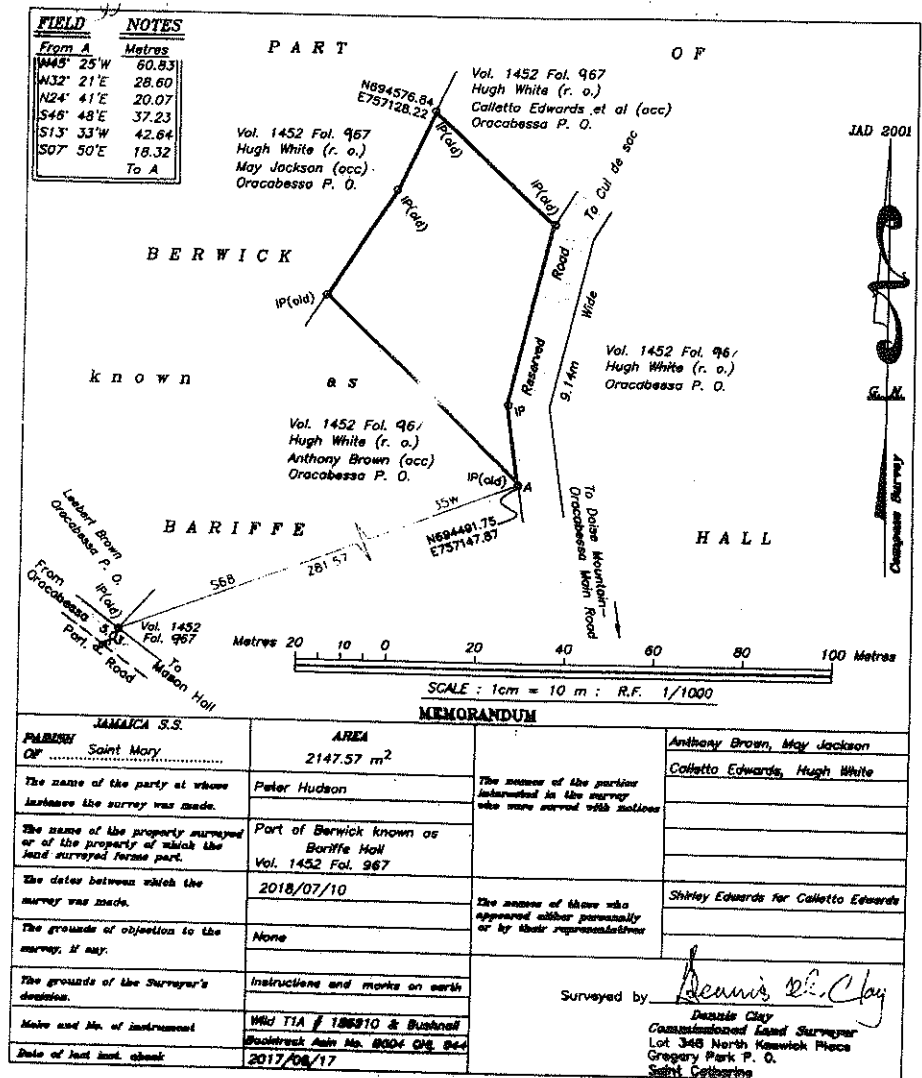 FIELD NOTES
From A Metres
N45° 25'W 60.83
N32° 21'E 28.60
N24° 41'E 20.07
S46° 48'E 37.23
S13° 33'W 42.64
S07° 50'E 18.32
To A
PART OF
N694576.84
E757128.22
IP(old)
Vol. 1452 Fol. 967
Hugh White (r. o.)
Calletto Edwards et al (occ)
Oracabessa P. O.
JAD 2001
Vol. 1452 Fol. 967
Hugh White (r. o.)
May Jackson (occ)
Oracabessa P. O.
IP(old)
IP(old)
To Cul de sac
BERWICK
IP(old)
Reserved Road
9.14m Wide
Vol. 1452 Fol. 967
Hugh White (r. o.)
Oracabessa P. O.
known as
G. N.
IP
Vol. 1452 Fol. 967
Hugh White (r. o.)
Anthony Brown (occ)
Oracabessa P. O.
IP(old) A
Compass Survey
BARIFFE HALL
S68 35W
281.57
N694491.75
E757147.87
To Daise Mountain-
Oracabessa Main Road
Leebert Brown
Oracabessa P. O.
IP(old)
From
Oracabessa 5.03
Parl. Road
Vol. 1452
Fol. 967
To
Mason Hall
Metres 20 10 0 20 40 60 80 100 Metres
SCALE : 1cm = 10 m : R.F. 1/1000
MEMORANDUM
JAMAICA S.S.
PARISH
OF Saint Mary
AREA
2147.57 m²
The name of the party at whose
instance the survey was made.
Peter Hudson
The name of the property surveyed
or of the property of which the
land surveyed forms part.
Part of Berwick known as
Bariffe Hall
Vol. 1452 Fol. 967
The dates between which the
survey was made.
2018/07/10
The grounds of objection to the
survey, if any.
None
The grounds of the Surveyor's
decision.
Instructions and marks on earth
Make and No. of instrument
Wild T1A # 186910 & Bushnell
Date of last inst. check
2017/06/17
The names of the parties
interested in the survey
who were served with notices
Anthony Brown, May Jackson
Calletto Edwards, Hugh White
The names of those who
appeared either personally
or by their representatives
Shirley Edwards for Calletto Edwards
Surveyed by Dennis Clay
Dennis Clay
Commissioned Land Surveyor
Lot 346 North Keswick Place
Gregory Park P. O.
Saint Catherine